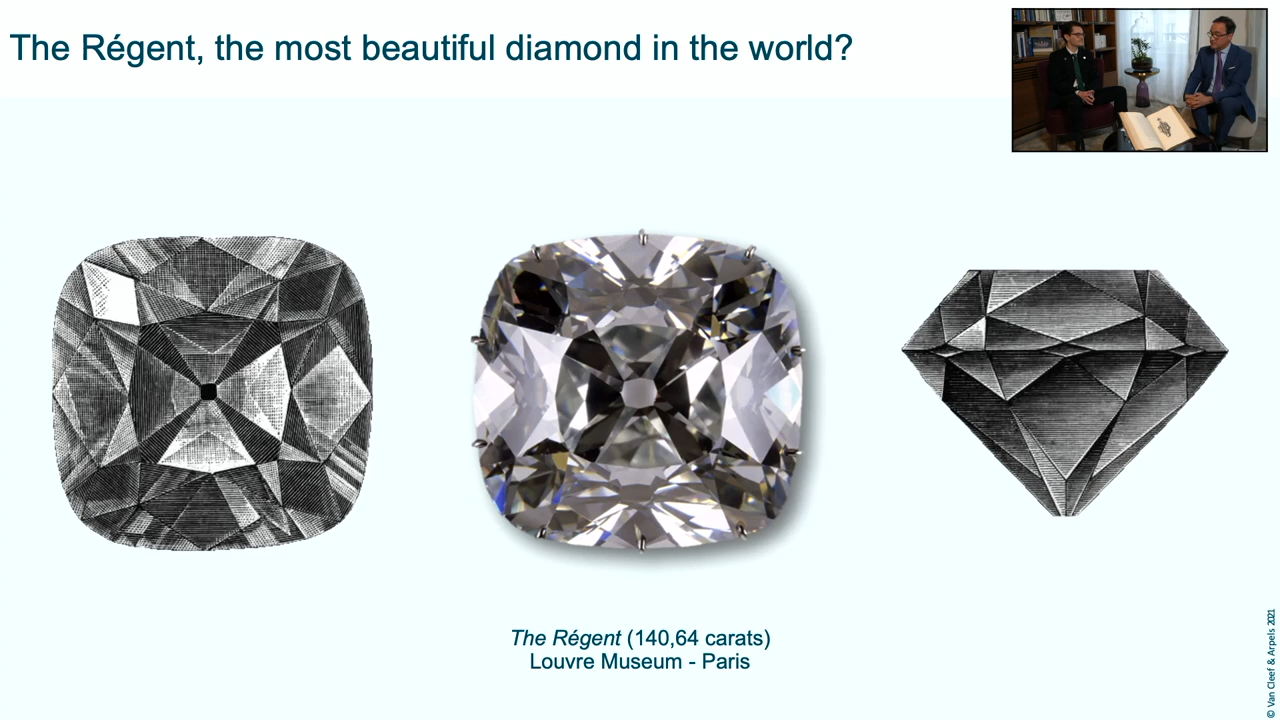 The Régent, the most beautiful diamond in the world?
The Régent (140,64 carats)
Louvre Museum - Paris
© Van Cleef & Arpels 2021